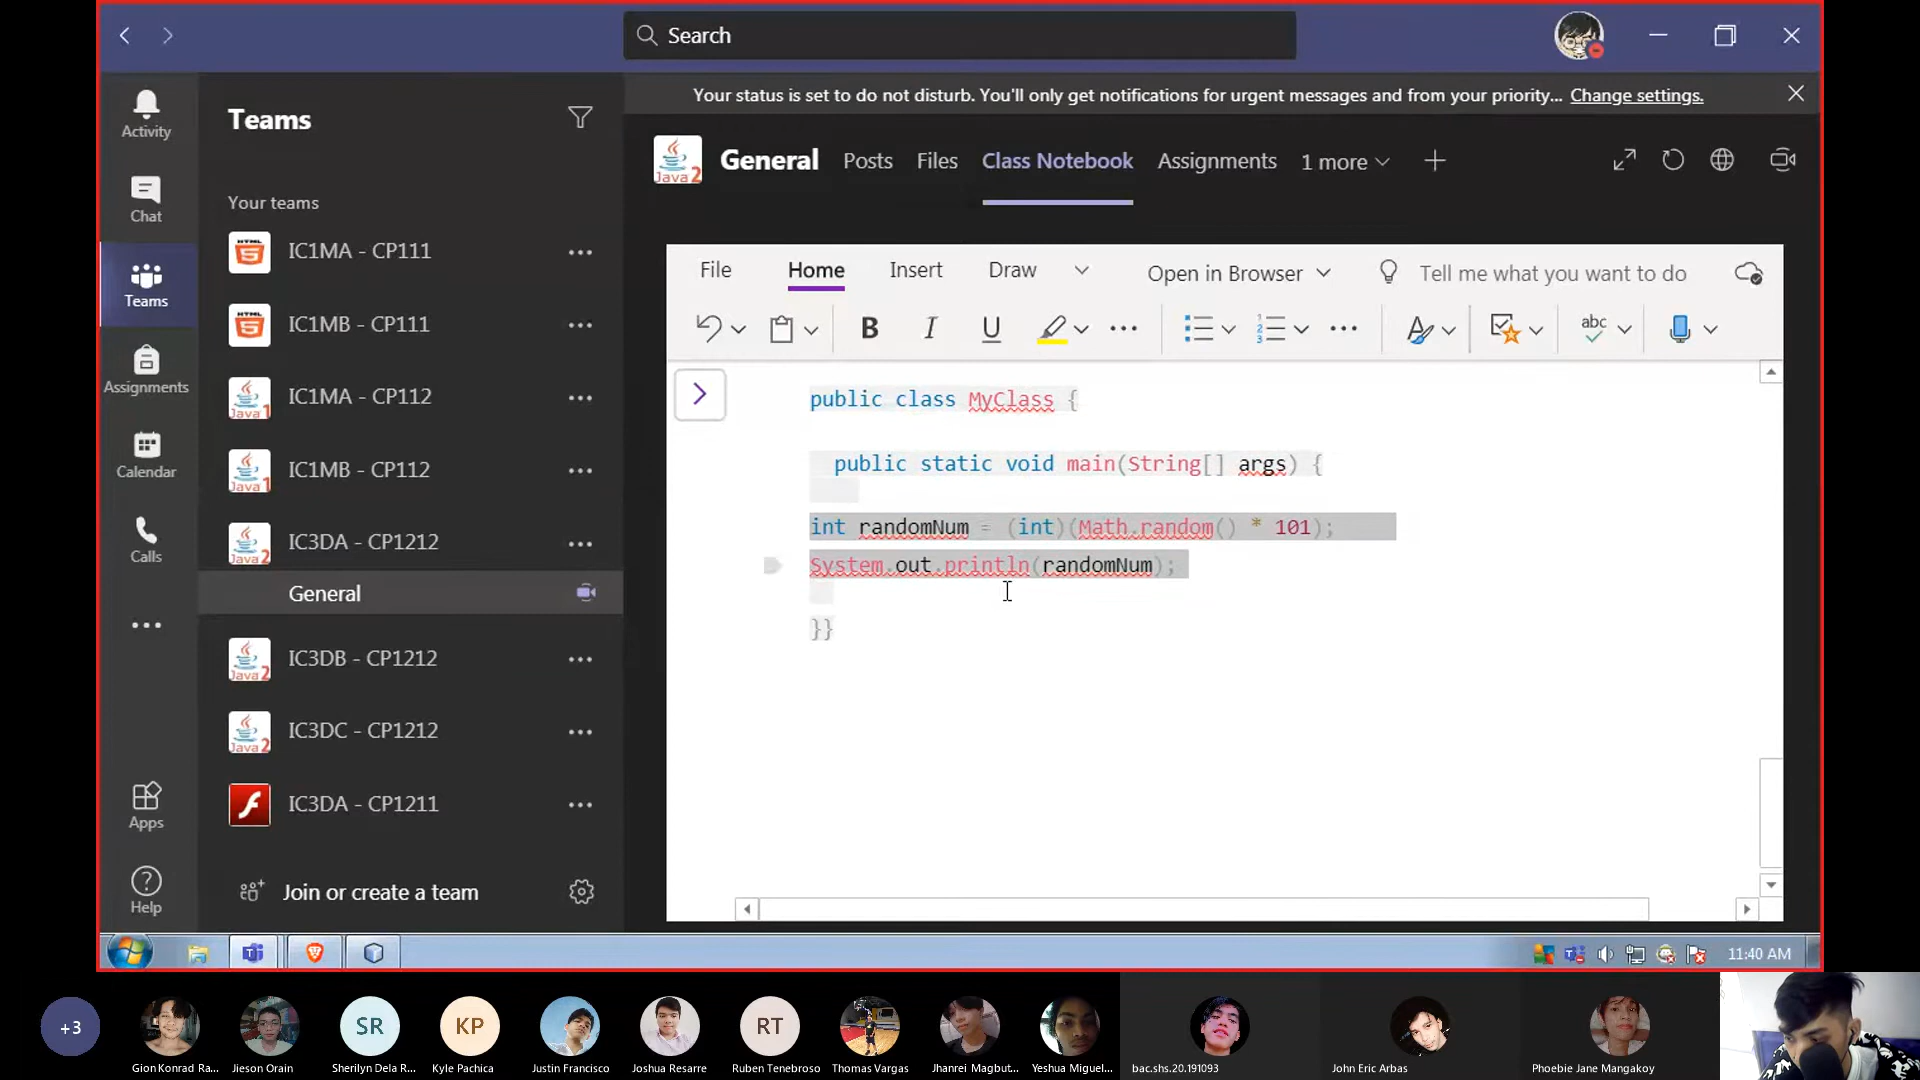 Search
Your status is set to do not disturb. You'll only get notifications for urgent messages and from your priority... Change settings.
Activity
Chat
Teams
Assignments
Calendar
Calls
Apps
Help
Teams
Your teams
IC1MA - CP111
IC1MB - CP111
IC1MA - CP112
IC1MB - CP112
IC3DA - CP1212
General
IC3DB - CP1212
IC3DC - CP1212
IC3DA - CP1211
Join or create a team
General Posts Files Class Notebook Assignments 1 more
File Home Insert Draw Open in Browser Tell me what you want to do
B I U abc
public class MyClass {
public static void main(String[] args) {
int randomNum = (int)(Math.random() * 101);
System.out.println(randomNum);
}}
11:40 AM
+3
SR
KP
RT
Gion Konrad Ra...
Jieson Orain
Sherilyn Dela R...
Kyle Pachica
Justin Francisco
Joshua Resarre
Ruben Tenebroso
Thomas Vargas
Jhanrei Magbut...
Yeshua Miguel...
bac.shs.20.191093
John Eric Arbas
Phoebie Jane Mangakoy